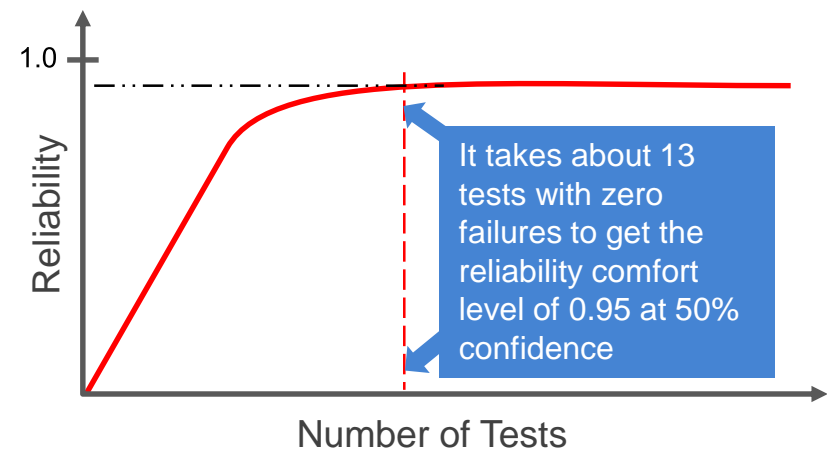 1.0
Reliability
It takes about 13
tests with zero
failures to get the
reliability comfort
level of 0.95 at 50%
confidence
Number of Tests